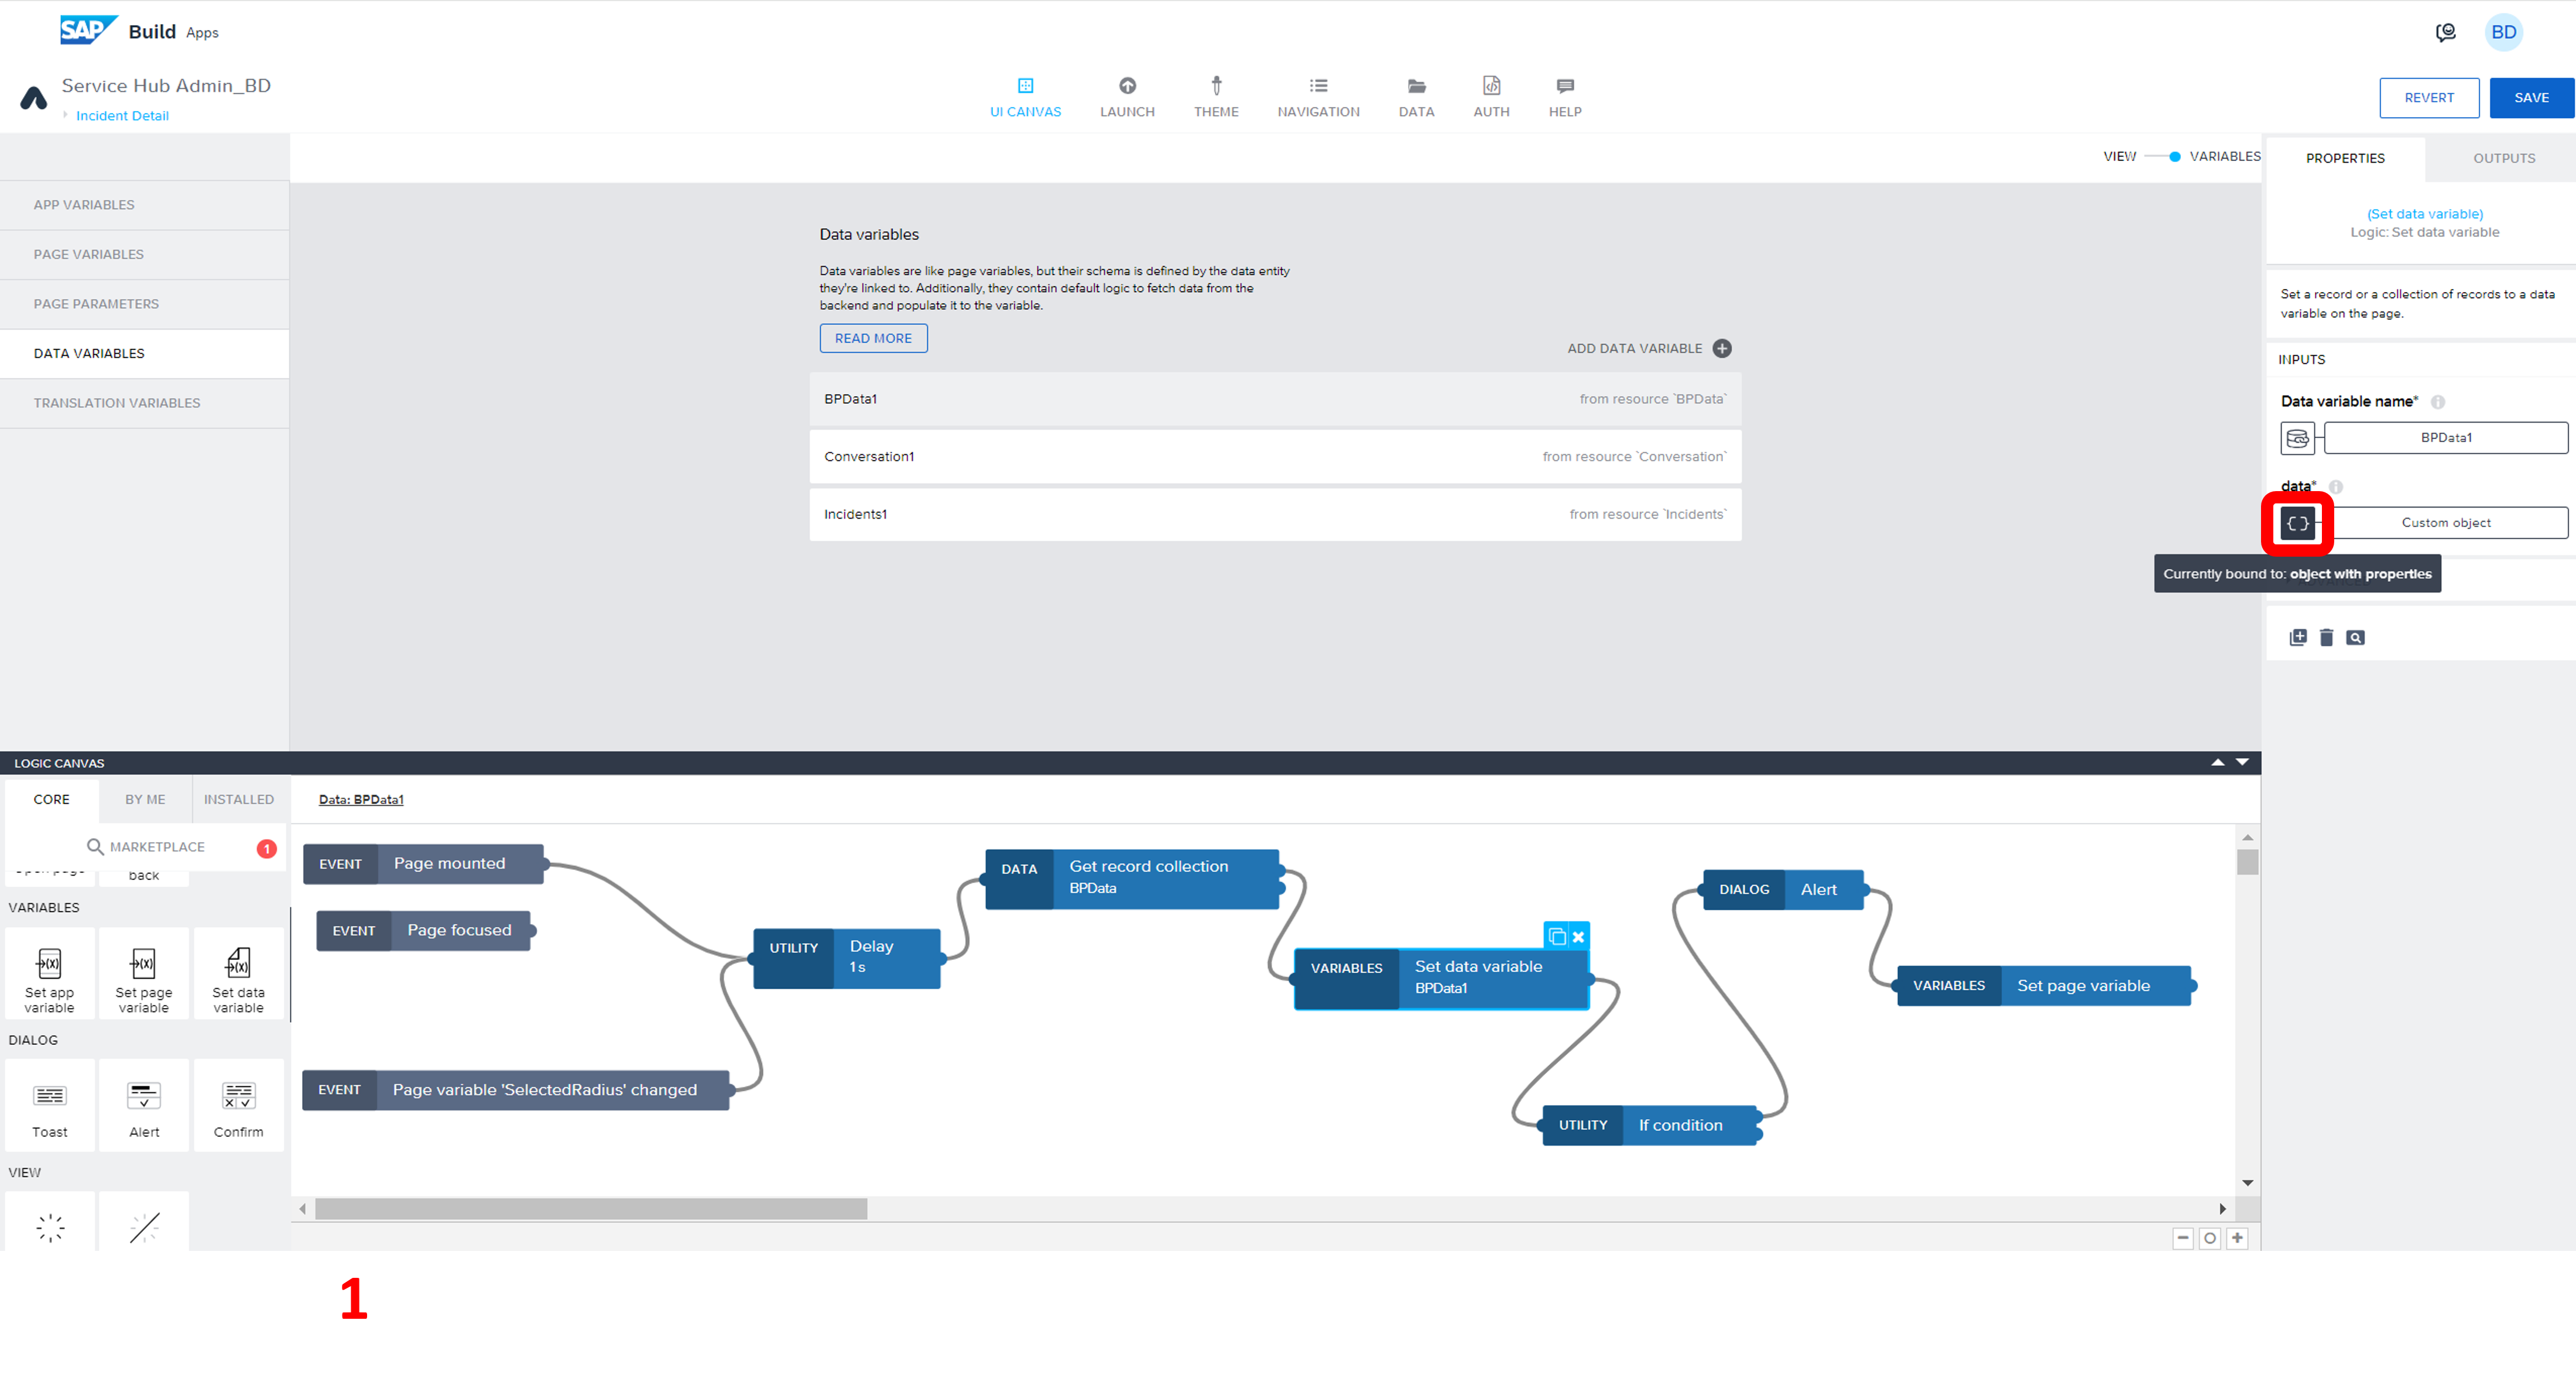 SAP Build Apps
BD
Service Hub Admin_BD
Incident Detail
UI CANVAS
LAUNCH
THEME
NAVIGATION
DATA
AUTH
HELP
REVERT
SAVE
VIEW
VARIABLES
PROPERTIES
OUTPUTS
APP VARIABLES
PAGE VARIABLES
PAGE PARAMETERS
DATA VARIABLES
TRANSLATION VARIABLES
Data variables
Data variables are like page variables, but their schema is defined by the data entity
they're linked to. Additionally, they contain default logic to fetch data from the
backend and populate it to the variable.
READ MORE
ADD DATA VARIABLE
BPData1 from resource `BPData`
Conversation1 from resource `Conversation`
Incidents1 from resource `Incidents`
(Set data variable)
Logic: Set data variable
Set a record or a collection of records to a data
variable on the page.
INPUTS
Data variable name*
BPData1
data*
Custom object
Currently bound to: object with properties
LOGIC CANVAS
CORE
BY ME
INSTALLED
MARKETPLACE
1
back
VARIABLES
Set app
variable
Set page
variable
Set data
variable
DIALOG
Toast
Alert
Confirm
VIEW
Data: BPData1
EVENT Page mounted
EVENT Page focused
EVENT Page variable 'SelectedRadius' changed
UTILITY Delay
1 s
DATA Get record collection
BPData
VARIABLES Set data variable
BPData1
UTILITY If condition
DIALOG Alert
VARIABLES Set page variable
1